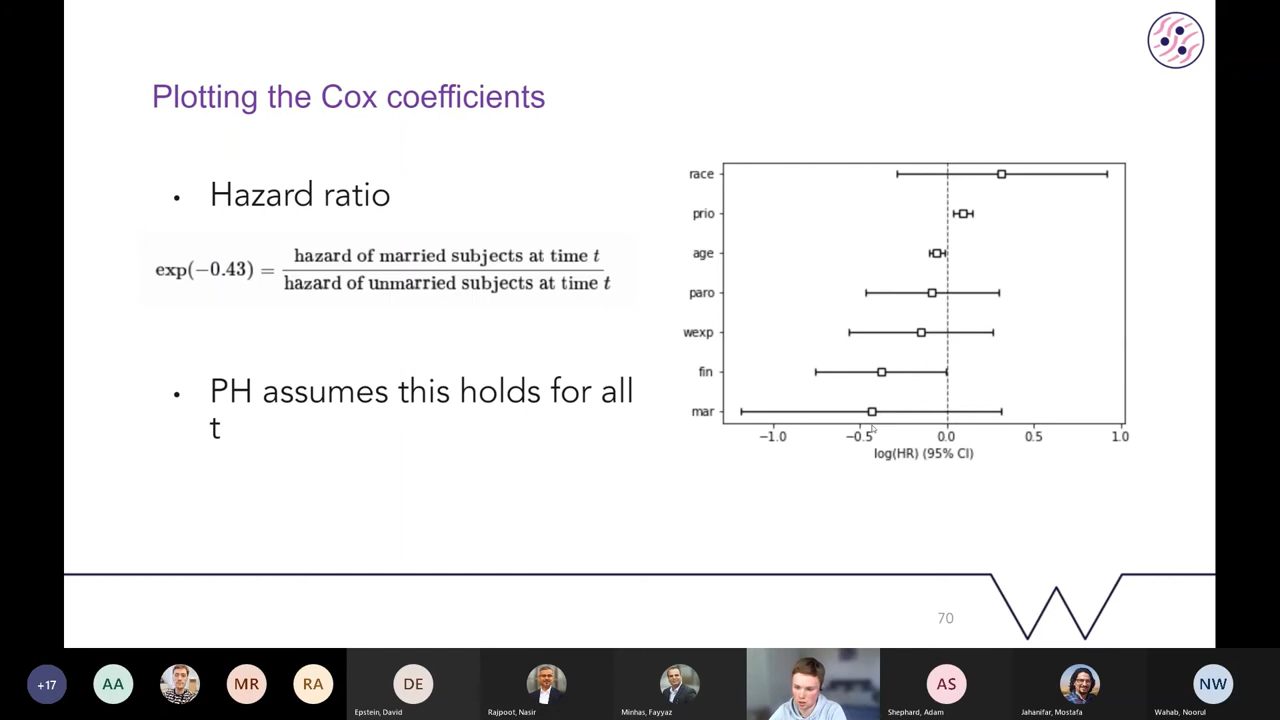 Plotting the Cox coefficients
• Hazard ratio
exp(−0.43) = hazard of married subjects at time t
hazard of unmarried subjects at time t
• PH assumes this holds for all
t
race
prio
age
paro
wexp
fin
mar
−1.0 −0.5 0.0 0.5 1.0
log(HR) (95% CI)
70
+17 AA MR RA DE AS NW
Epstein, David Rajpoot, Nasir Minhas, Fayyaz Shephard, Adam Jahanifar, Mostafa Wahab, Noorul